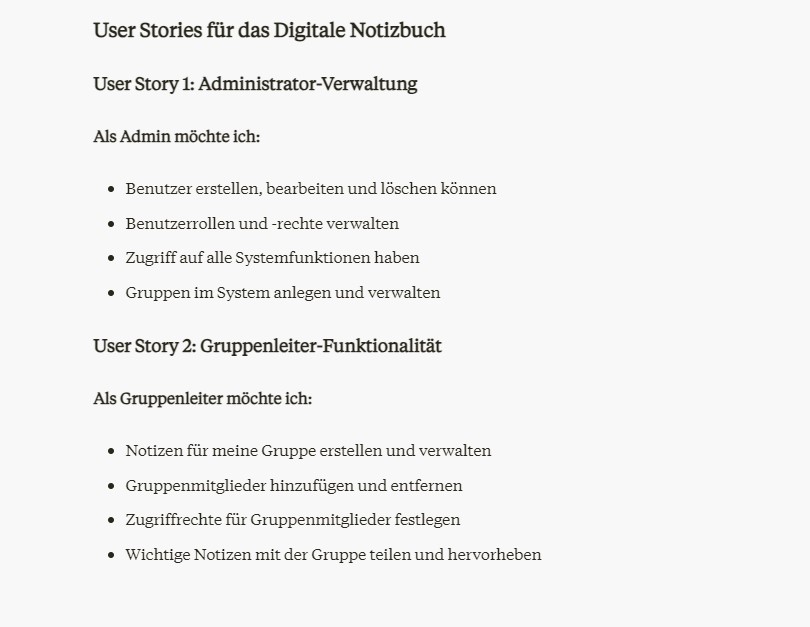 User Stories für das Digitale Notizbuch
User Story 1: Administrator-Verwaltung
Als Admin möchte ich:
• Benutzer erstellen, bearbeiten und löschen können
• Benutzerrollen und -rechte verwalten
• Zugriff auf alle Systemfunktionen haben
• Gruppen im System anlegen und verwalten
User Story 2: Gruppenleiter-Funktionalität
Als Gruppenleiter möchte ich:
• Notizen für meine Gruppe erstellen und verwalten
• Gruppenmitglieder hinzufügen und entfernen
• Zugriffrechte für Gruppenmitglieder festlegen
• Wichtige Notizen mit der Gruppe teilen und hervorheben